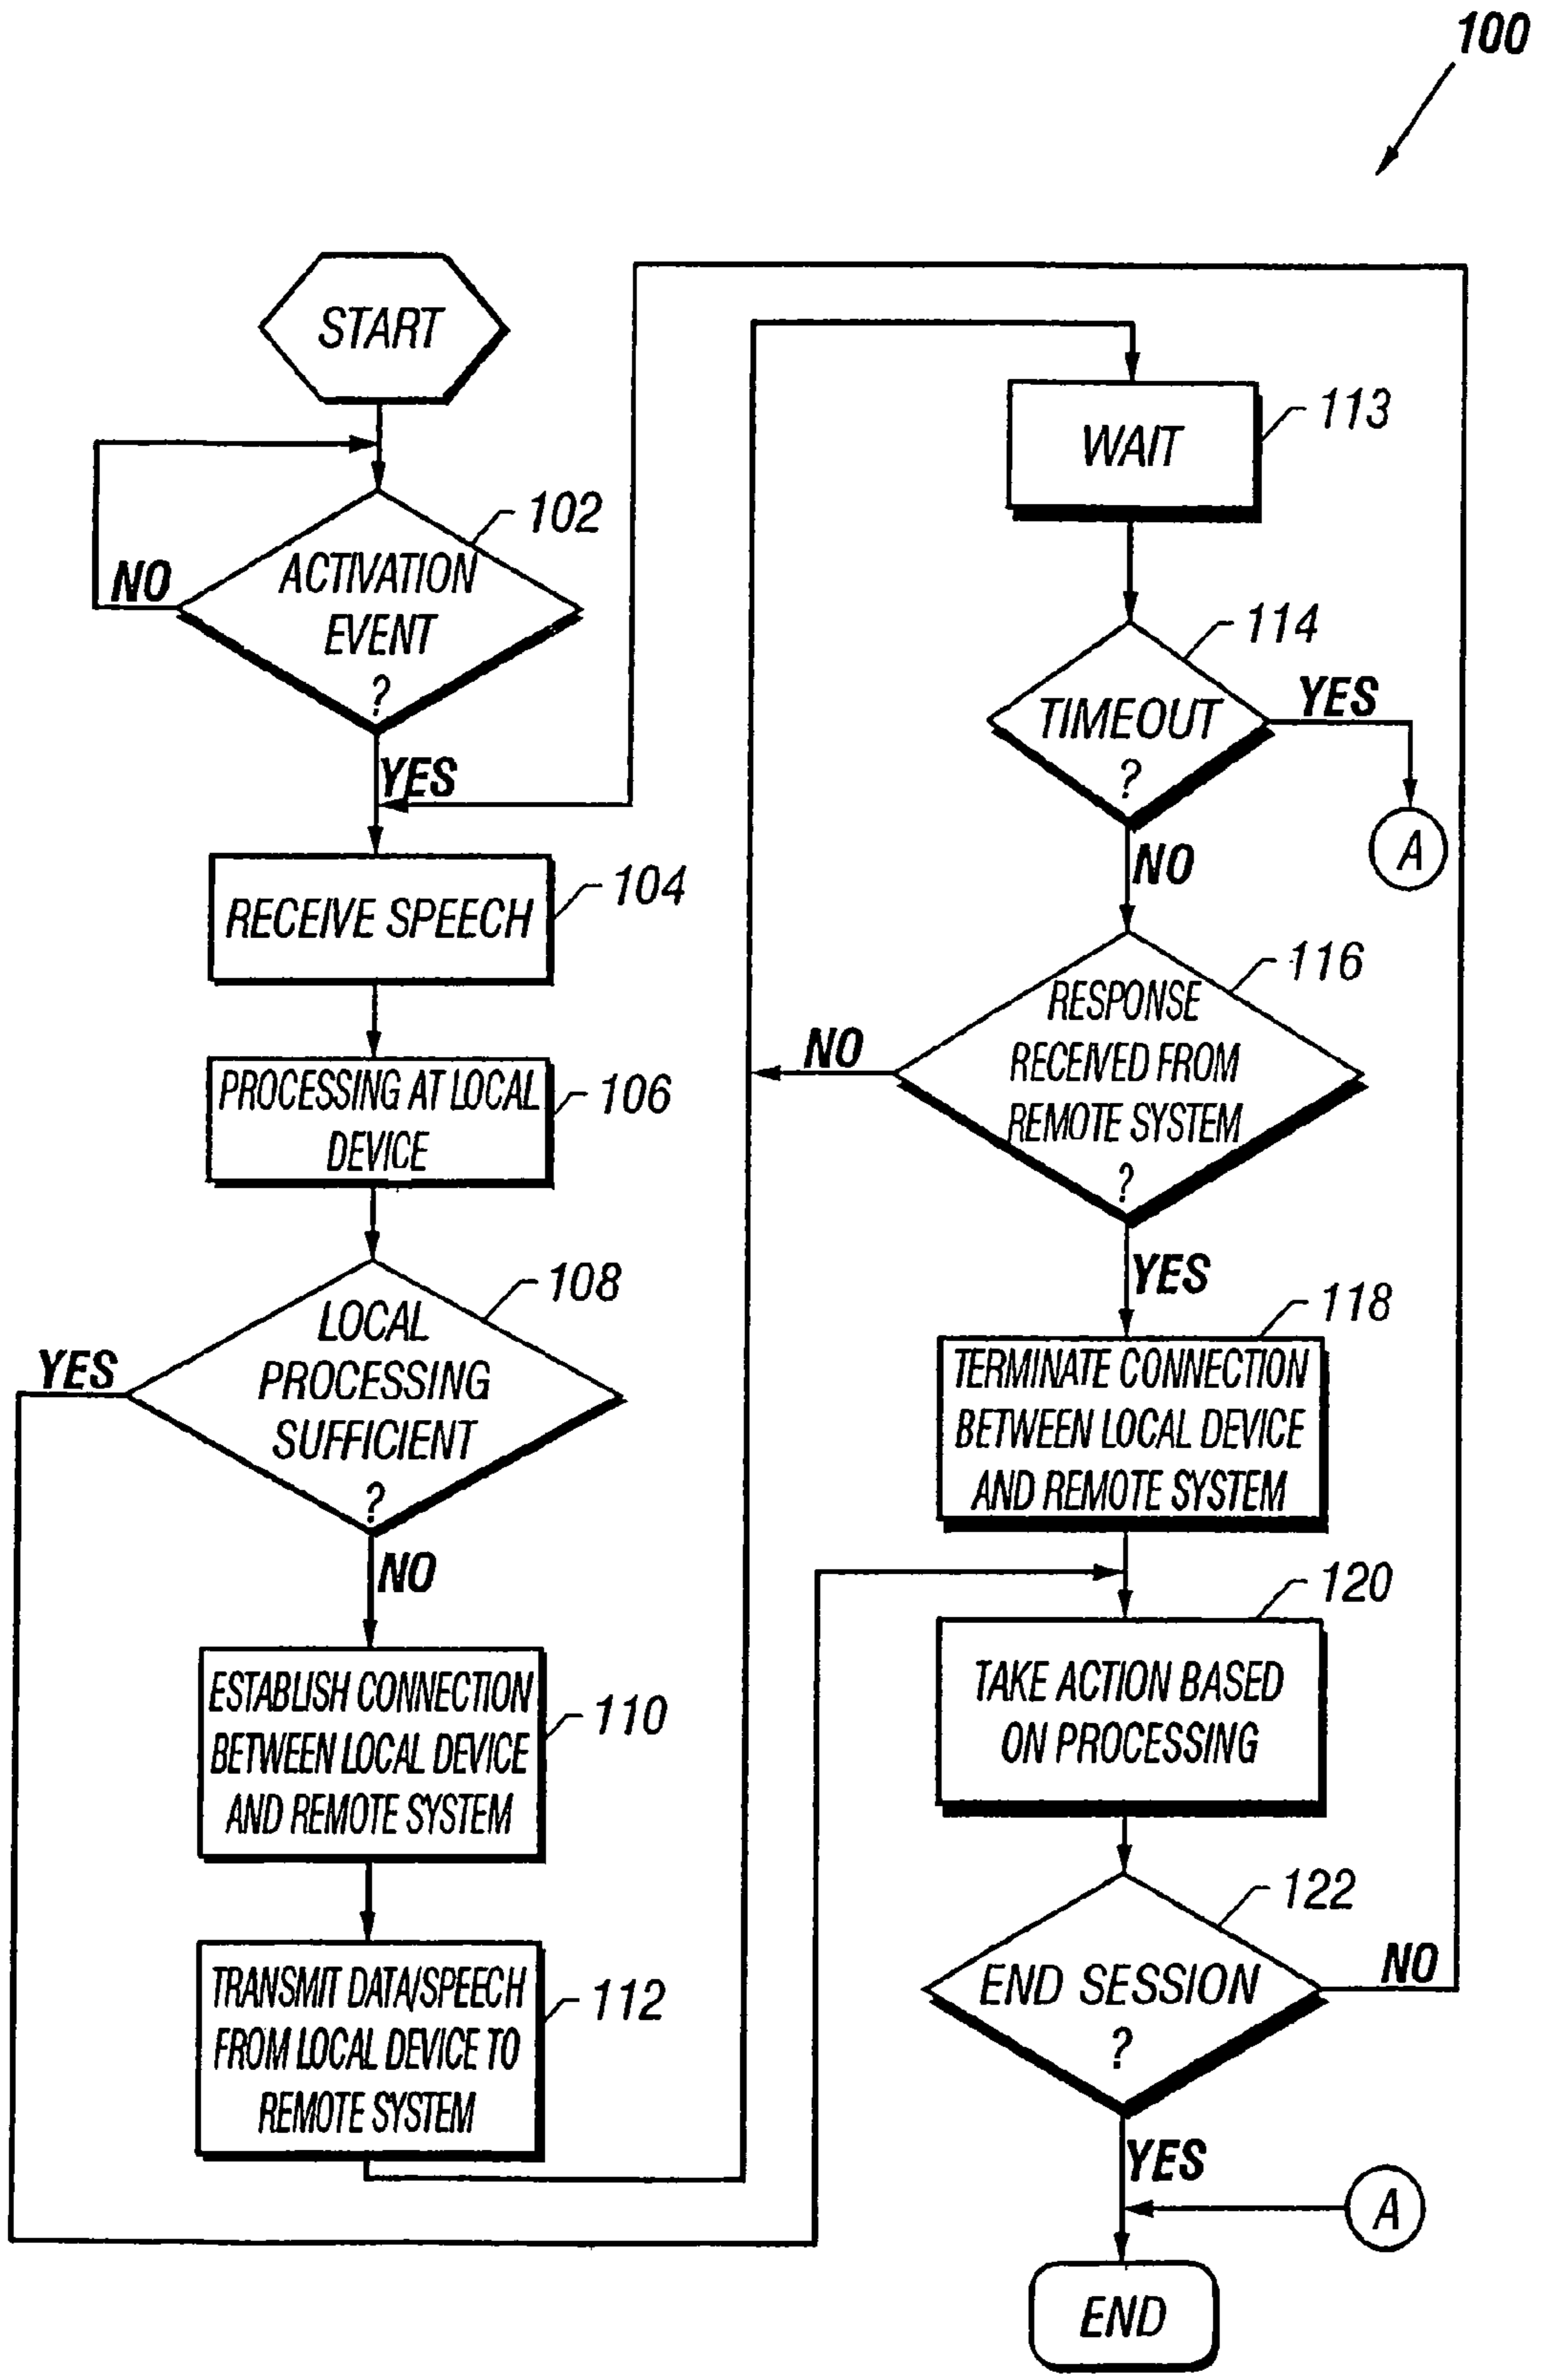 100
START
102
ACTIVATION
EVENT
?
NO
YES
104
RECEIVE SPEECH
106
PROCESSING AT LOCAL
DEVICE
108
LOCAL
PROCESSING
SUFFICIENT
?
YES
NO
110
ESTABLISH CONNECTION
BETWEEN LOCAL DEVICE
AND REMOTE SYSTEM
112
TRANSMIT DATA/SPEECH
FROM LOCAL DEVICE TO
REMOTE SYSTEM
113
WAIT
114
TIMEOUT
?
YES
A
NO
116
RESPONSE
RECEIVED FROM
REMOTE SYSTEM
?
NO
YES
118
TERMINATE CONNECTION
BETWEEN LOCAL DEVICE
AND REMOTE SYSTEM
120
TAKE ACTION BASED
ON PROCESSING
122
END SESSION
?
NO
YES
A
END